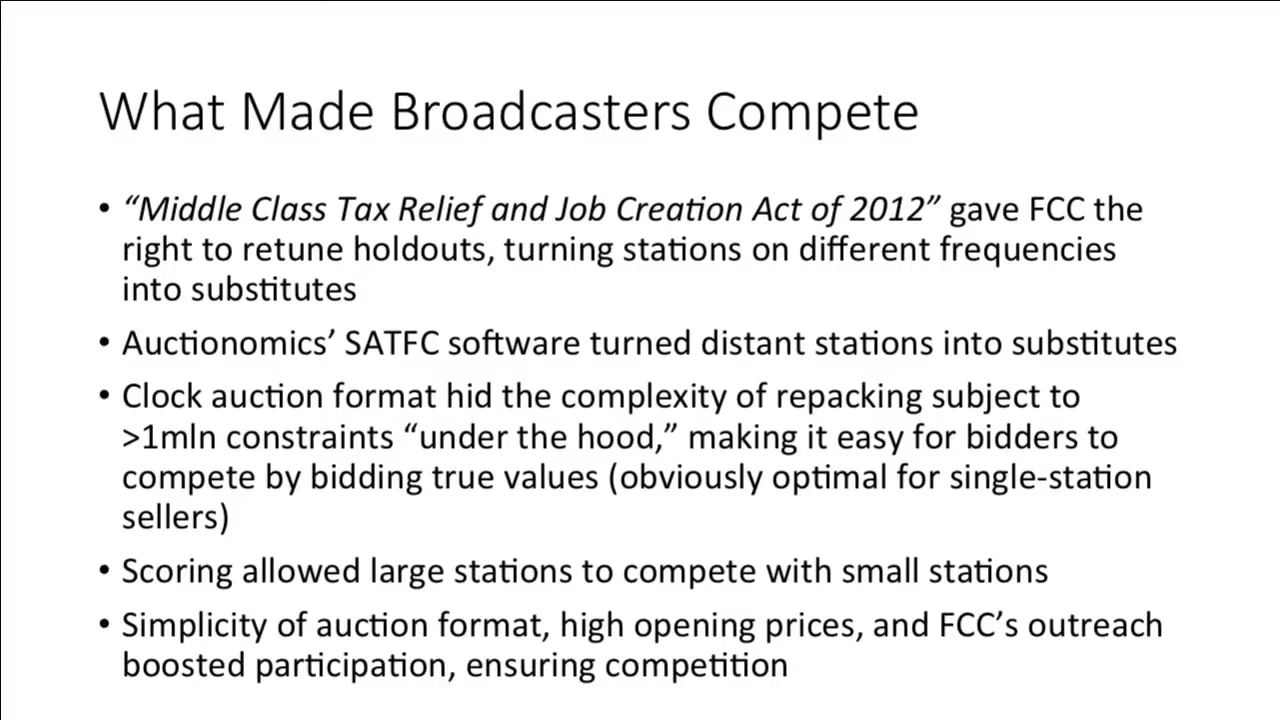 What Made Broadcasters Compete
• “Middle Class Tax Relief and Job Creation Act of 2012” gave FCC the
right to retune holdouts, turning stations on different frequencies
into substitutes
• Auctionomics’ SATFC software turned distant stations into substitutes
• Clock auction format hid the complexity of repacking subject to
>1mln constraints “under the hood,” making it easy for bidders to
compete by bidding true values (obviously optimal for single-station
sellers)
• Scoring allowed large stations to compete with small stations
• Simplicity of auction format, high opening prices, and FCC’s outreach
boosted participation, ensuring competition